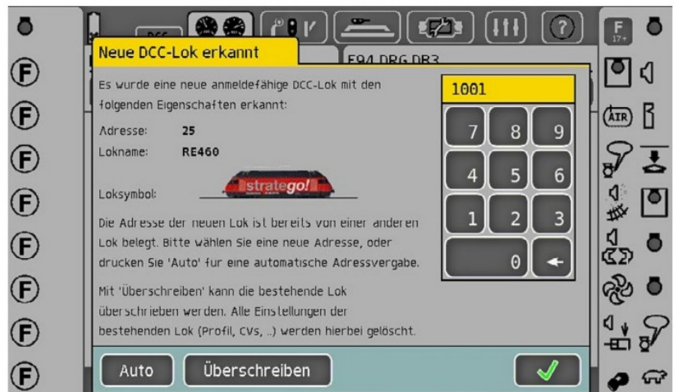 Neue DCC-Lok erkannt
E94 DRG DB3
Es wurde eine neue anmeldefähige DCC-Lok mit den
folgenden Eigenschaften erkannt:
Adresse: 25
Lokname: RE460
Loksymbol: stratego!
Die Adresse der neuen Lok ist bereits von einer anderen
Lok belegt. Bitte wählen Sie eine neue Adresse, oder
drucken Sie 'Auto' für eine automatische Adressvergabe.
Mit 'Überschreiben' kann die bestehende Lok
überschrieben werden. Alle Einstellungen der
bestehenden Lok (Profil, CVs, ..) werden hierbei gelöscht.
Auto Überschreiben
1001
7 8 9
4 5 6
1 2 3
0
F
F
F
F
F
F
F
F
F
17+
AIR
?